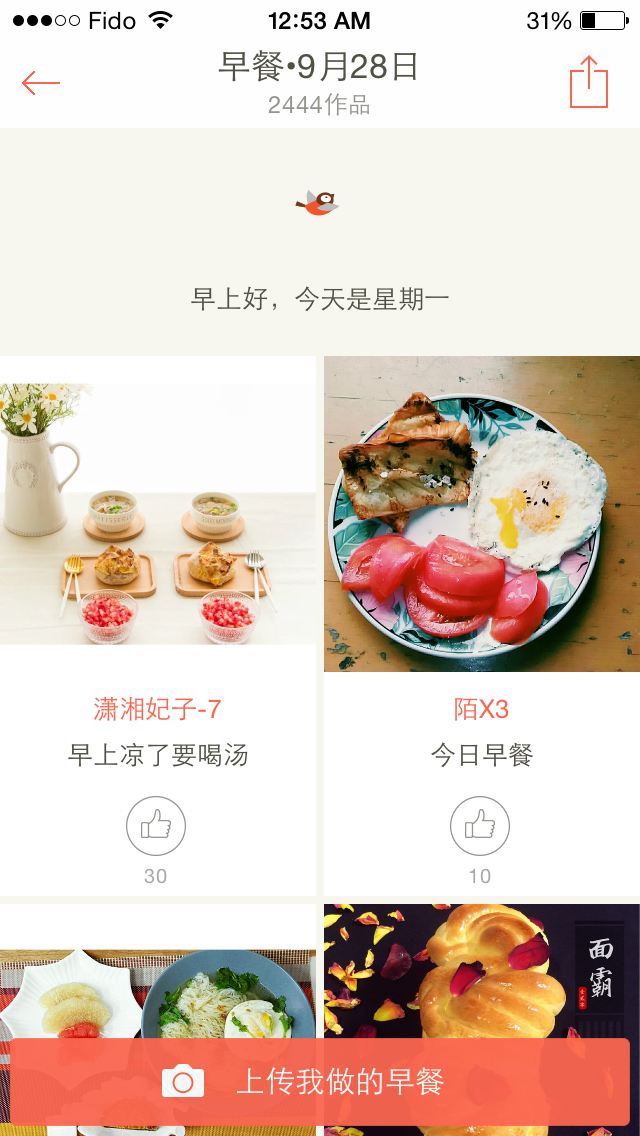 Fido 12:53 AM 31%
早餐•9月28日
2444作品
早上好，今天是星期一
潇湘妃子-7
早上凉了要喝汤
30
陌X3
今日早餐
10
面霸
上传我做的早餐